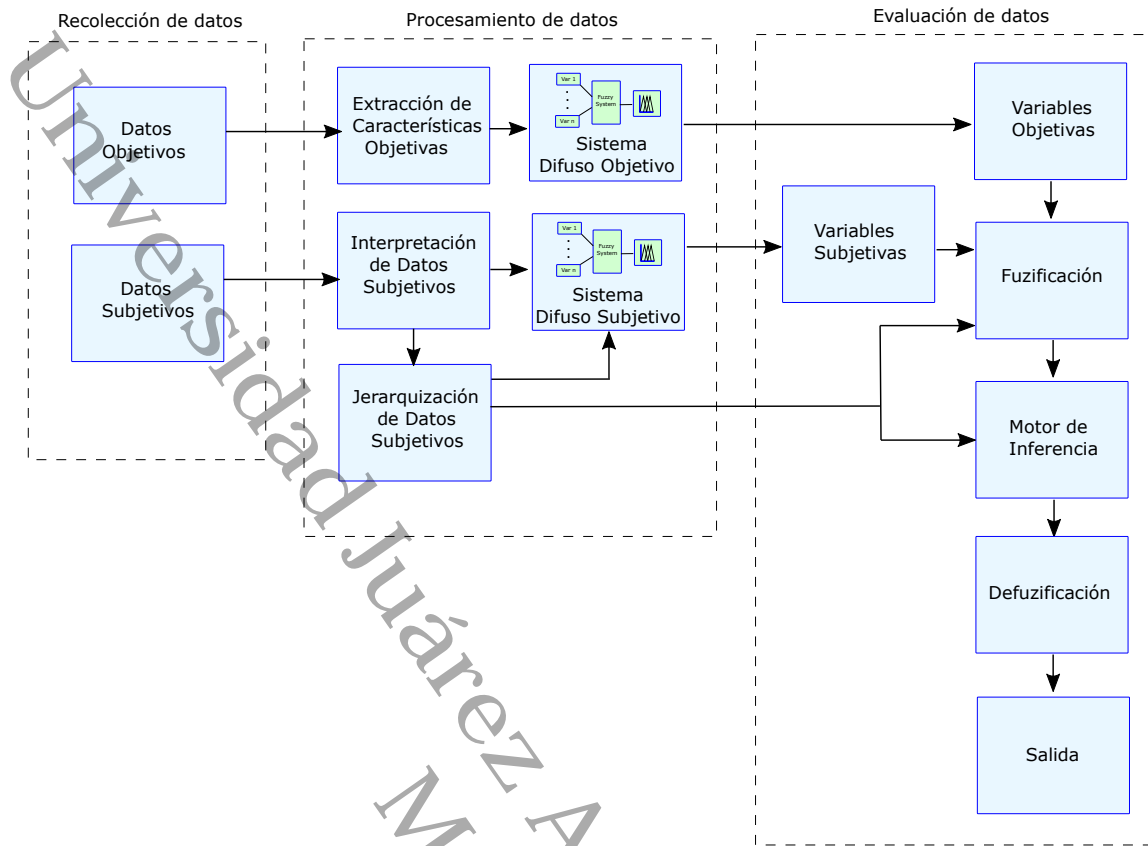 Recolección de datos
Procesamiento de datos
Evaluación de datos
Datos
Objetivos
Datos
Subjetivos
Extracción de
Características
Objetivas
Var 1
Var n
Fuzzy
System
Sistema
Difuso Objetivo
Interpretación
de Datos
Subjetivos
Var 1
Var n
Fuzzy
System
Sistema
Difuso Subjetivo
Jerarquización
de Datos
Subjetivos
Variables
Objetivas
Variables
Subjetivas
Fuzificación
Motor de
Inferencia
Defuzificación
Salida
Universidad Juárez A
M